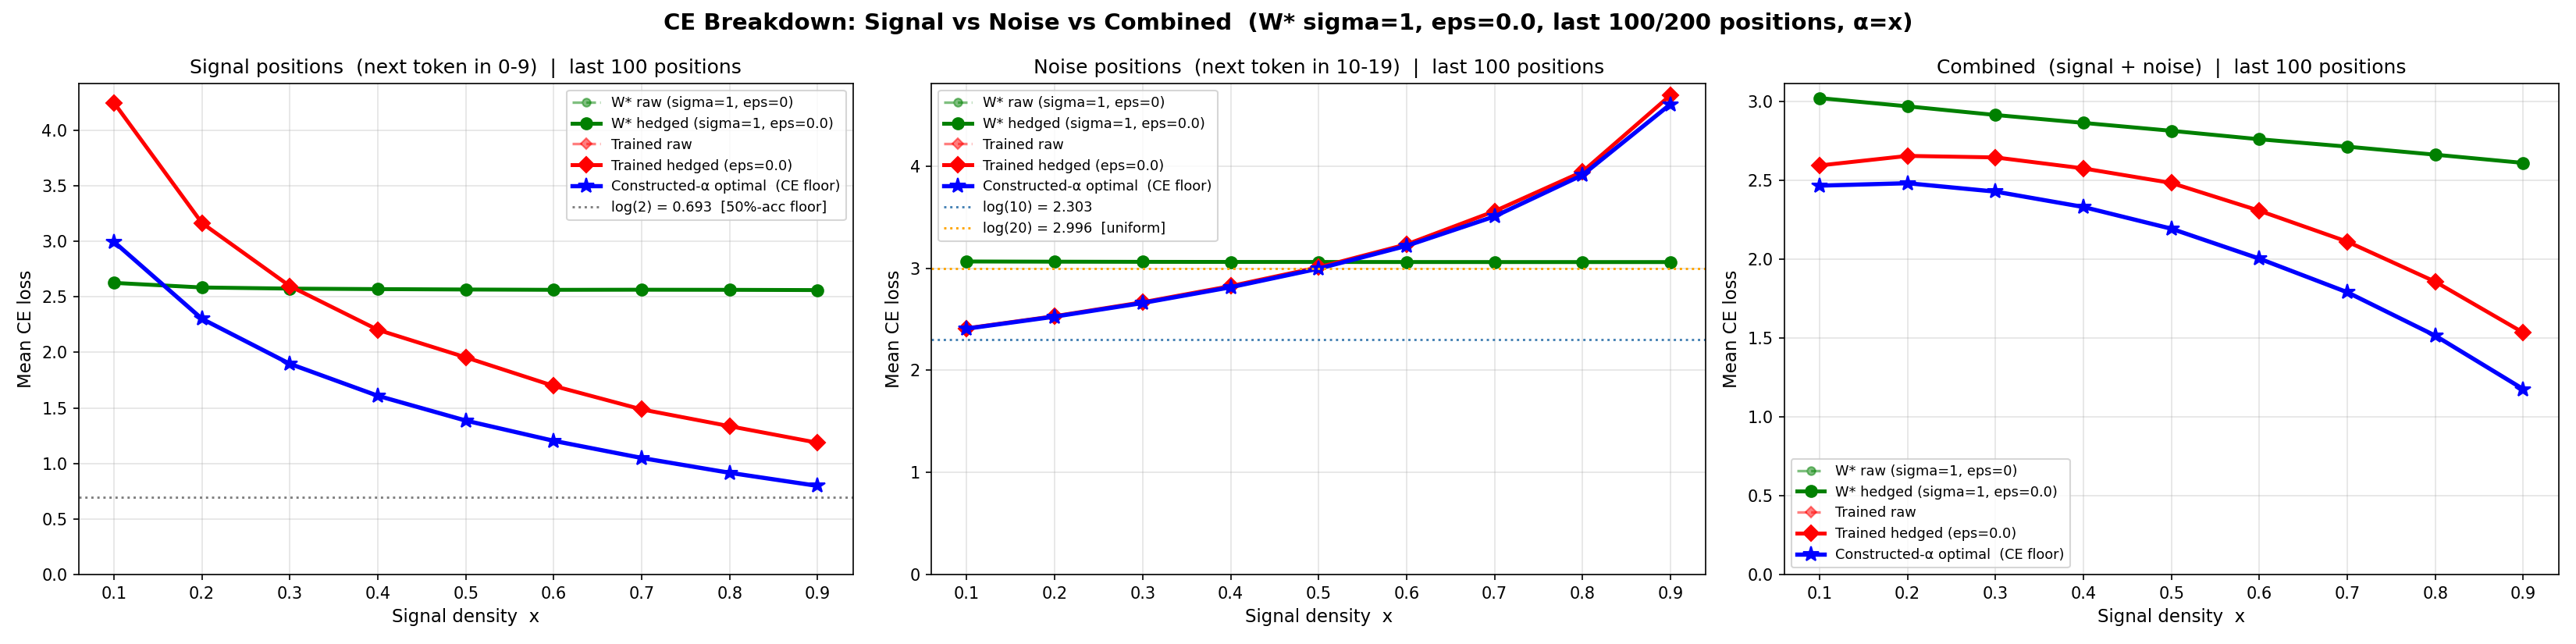 CE Breakdown: Signal vs Noise vs Combined  (W* sigma=1, eps=0.0, last 100/200 positions, α=x)
Signal positions  (next token in 0-9)  |  last 100 positions
Mean CE loss
4.0
3.5
3.0
2.5
2.0
1.5
1.0
0.5
0.0
W* raw (sigma=1, eps=0)
W* hedged (sigma=1, eps=0.0)
Trained raw
Trained hedged (eps=0.0)
Constructed-α optimal  (CE floor)
log(2) = 0.693  [50%-acc floor]
0.1 0.2 0.3 0.4 0.5 0.6 0.7 0.8 0.9
Signal density  x
Noise positions  (next token in 10-19)  |  last 100 positions
Mean CE loss
4
3
2
1
0
W* raw (sigma=1, eps=0)
W* hedged (sigma=1, eps=0.0)
Trained raw
Trained hedged (eps=0.0)
Constructed-α optimal  (CE floor)
log(10) = 2.303
log(20) = 2.996  [uniform]
0.1 0.2 0.3 0.4 0.5 0.6 0.7 0.8 0.9
Signal density  x
Combined  (signal + noise)  |  last 100 positions
Mean CE loss
3.0
2.5
2.0
1.5
1.0
0.5
0.0
W* raw (sigma=1, eps=0)
W* hedged (sigma=1, eps=0.0)
Trained raw
Trained hedged (eps=0.0)
Constructed-α optimal  (CE floor)
0.1 0.2 0.3 0.4 0.5 0.6 0.7 0.8 0.9
Signal density  x